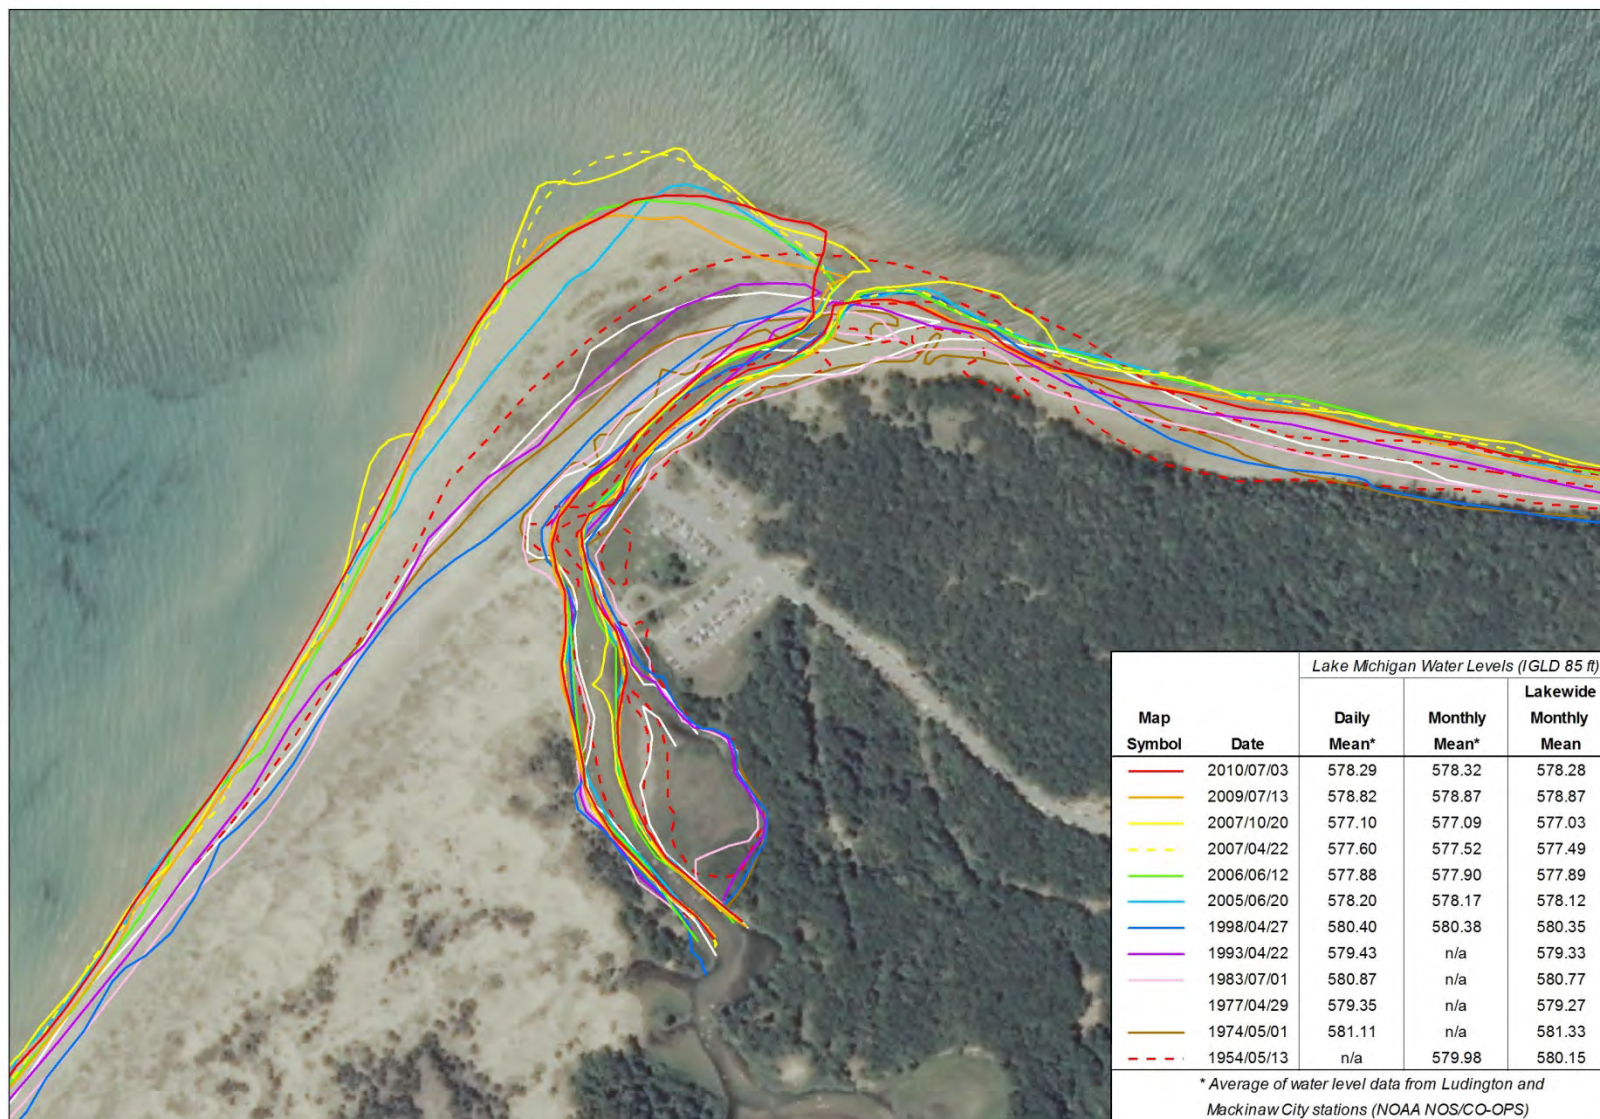 Lake Michigan Water Levels (IGLD 85 ft)
Map Symbol Date Daily Mean* Monthly Mean* Lakewide Monthly Mean
2010/07/03 578.29 578.32 578.28
2009/07/13 578.82 578.87 578.87
2007/10/20 577.10 577.09 577.03
2007/04/22 577.60 577.52 577.49
2006/06/12 577.88 577.90 577.89
2005/06/20 578.20 578.17 578.12
1998/04/27 580.40 580.38 580.35
1993/04/22 579.43 n/a 579.33
1983/07/01 580.87 n/a 580.77
1977/04/29 579.35 n/a 579.27
1974/05/01 581.11 n/a 581.33
1954/05/13 n/a 579.98 580.15
* Average of water level data from Ludington and
Mackinaw City stations (NOAA NOS/CO-OPS)